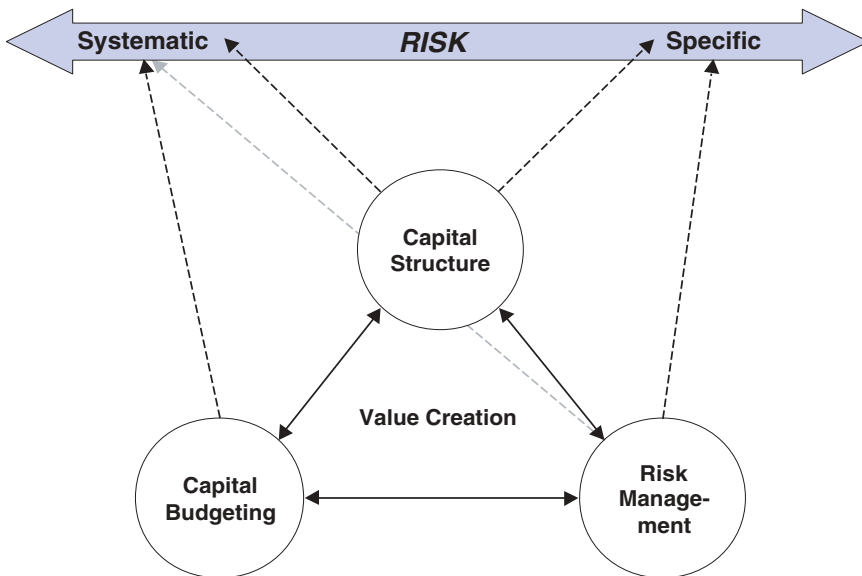 Systematic RISK Specific
Capital
Structure
Value Creation
Capital
Budgeting
Risk
Manage-
ment